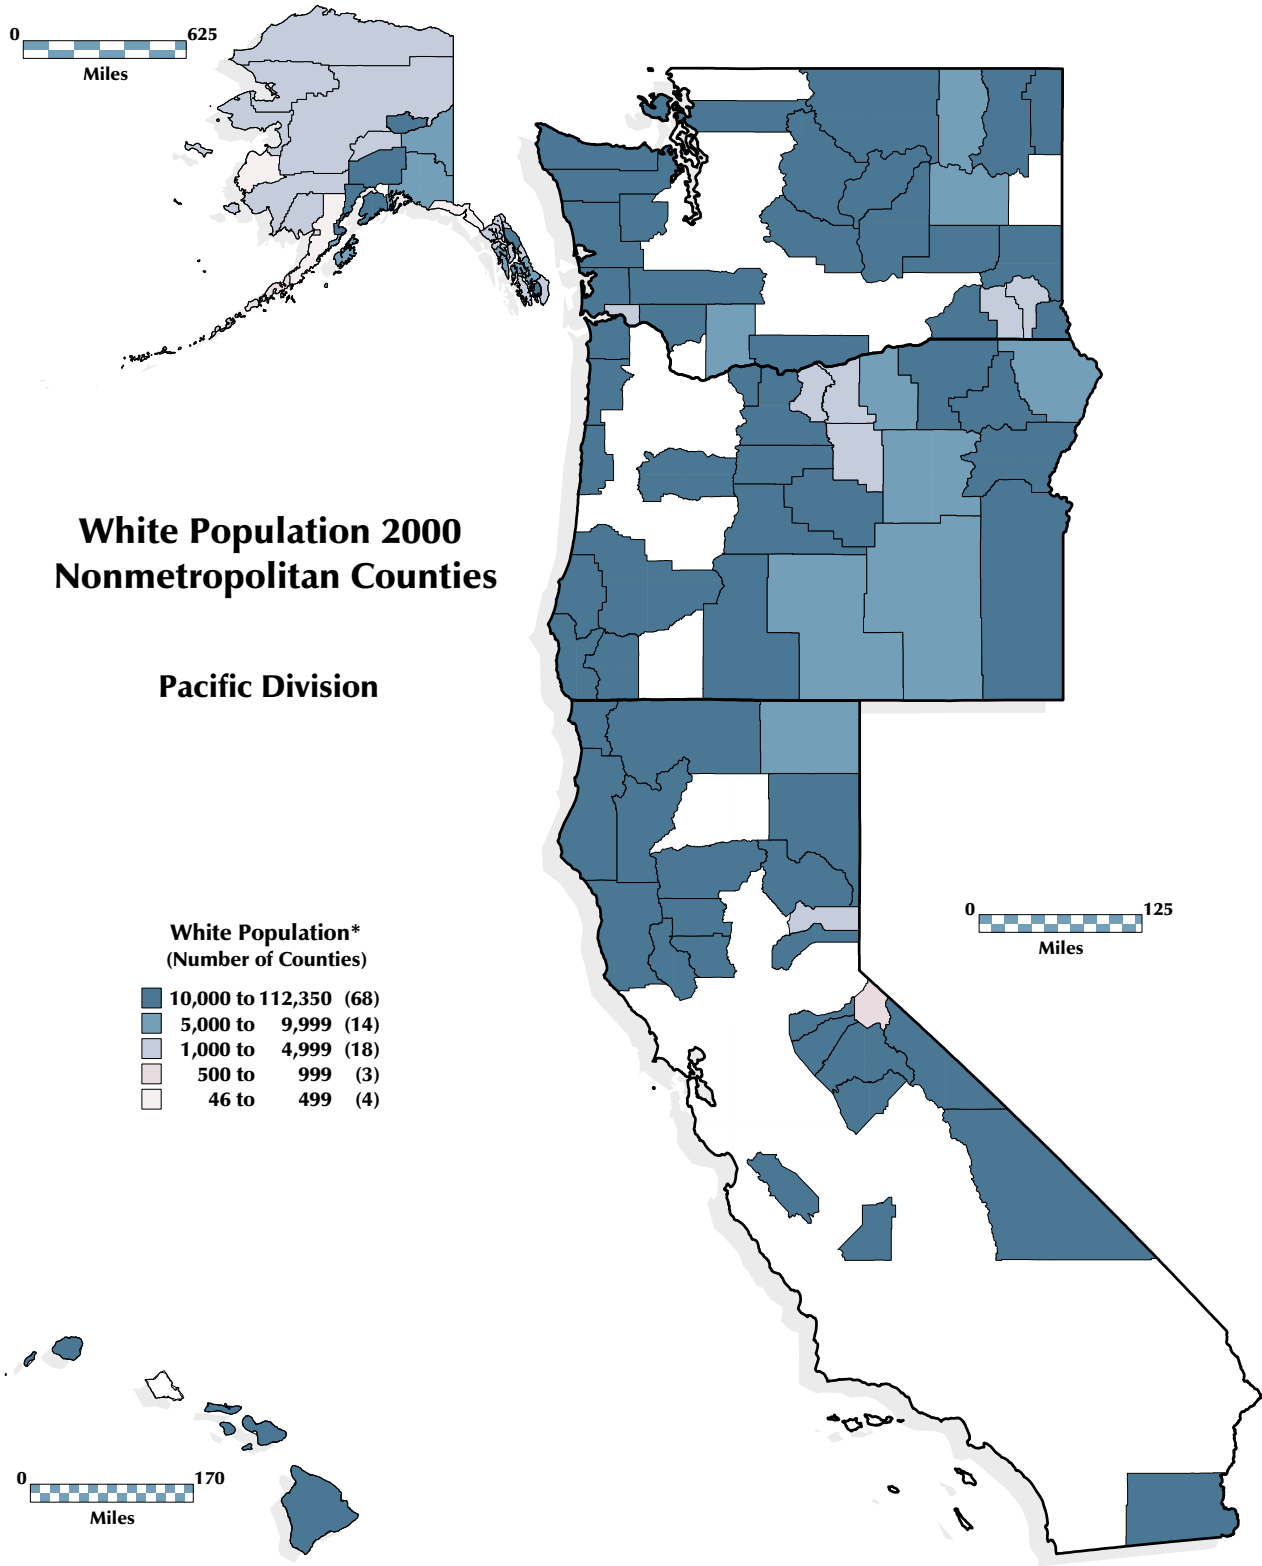 0 625
Miles
White Population 2000
Nonmetropolitan Counties
Pacific Division
White Population*
(Number of Counties)
10,000 to 112,350 (68)
5,000 to 9,999 (14)
1,000 to 4,999 (18)
500 to 999 (3)
46 to 499 (4)
0 125
Miles
0 170
Miles